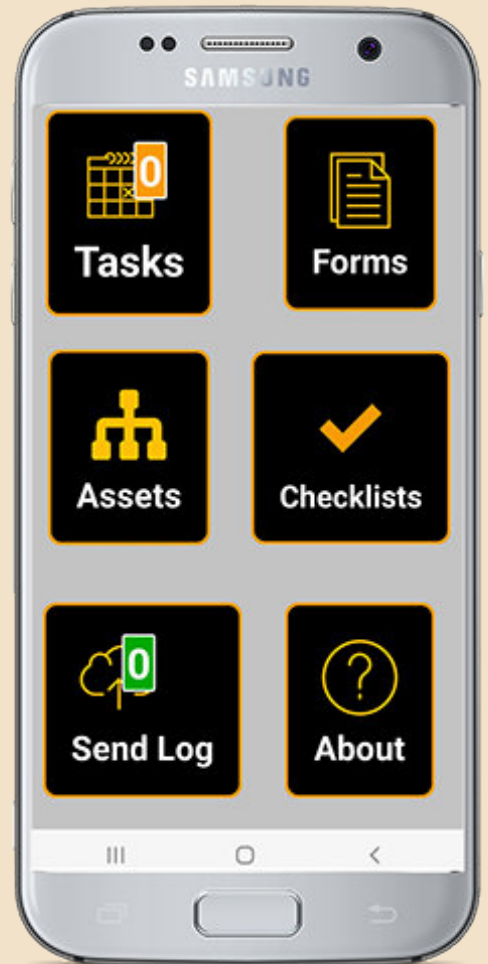 SAMSUNG
0
Tasks
Forms
Assets
Checklists
0
Send Log
About